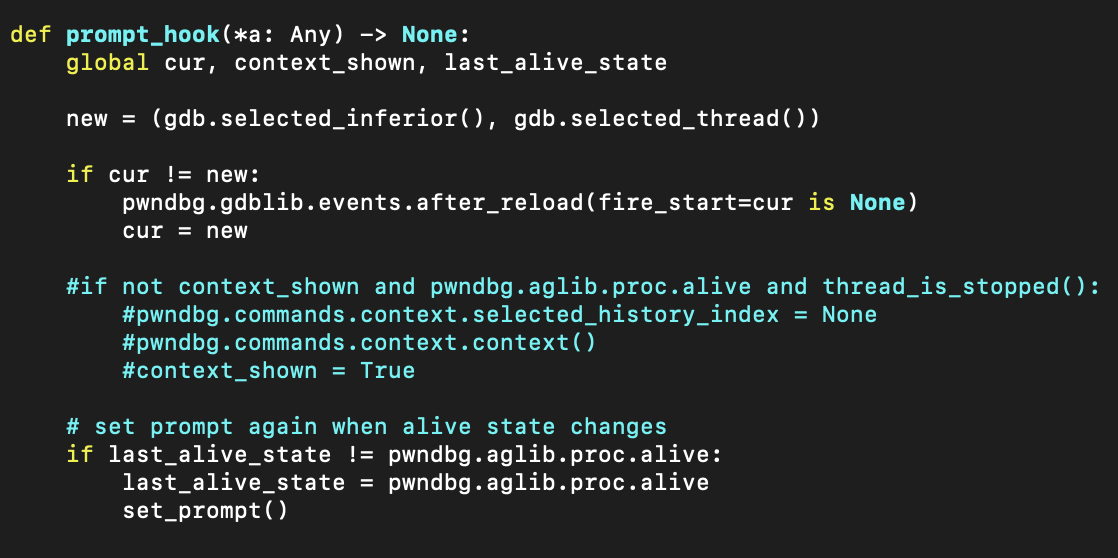 def prompt_hook(*a: Any) -> None:
    global cur, context_shown, last_alive_state

    new = (gdb.selected_inferior(), gdb.selected_thread())

    if cur != new:
        pwndbg.gdblib.events.after_reload(fire_start=cur is None)
        cur = new

    #if not context_shown and pwndbg.aglib.proc.alive and thread_is_stopped():
        #pwndbg.commands.context.selected_history_index = None
        #pwndbg.commands.context.context()
        #context_shown = True

    # set prompt again when alive state changes
    if last_alive_state != pwndbg.aglib.proc.alive:
        last_alive_state = pwndbg.aglib.proc.alive
        set_prompt()